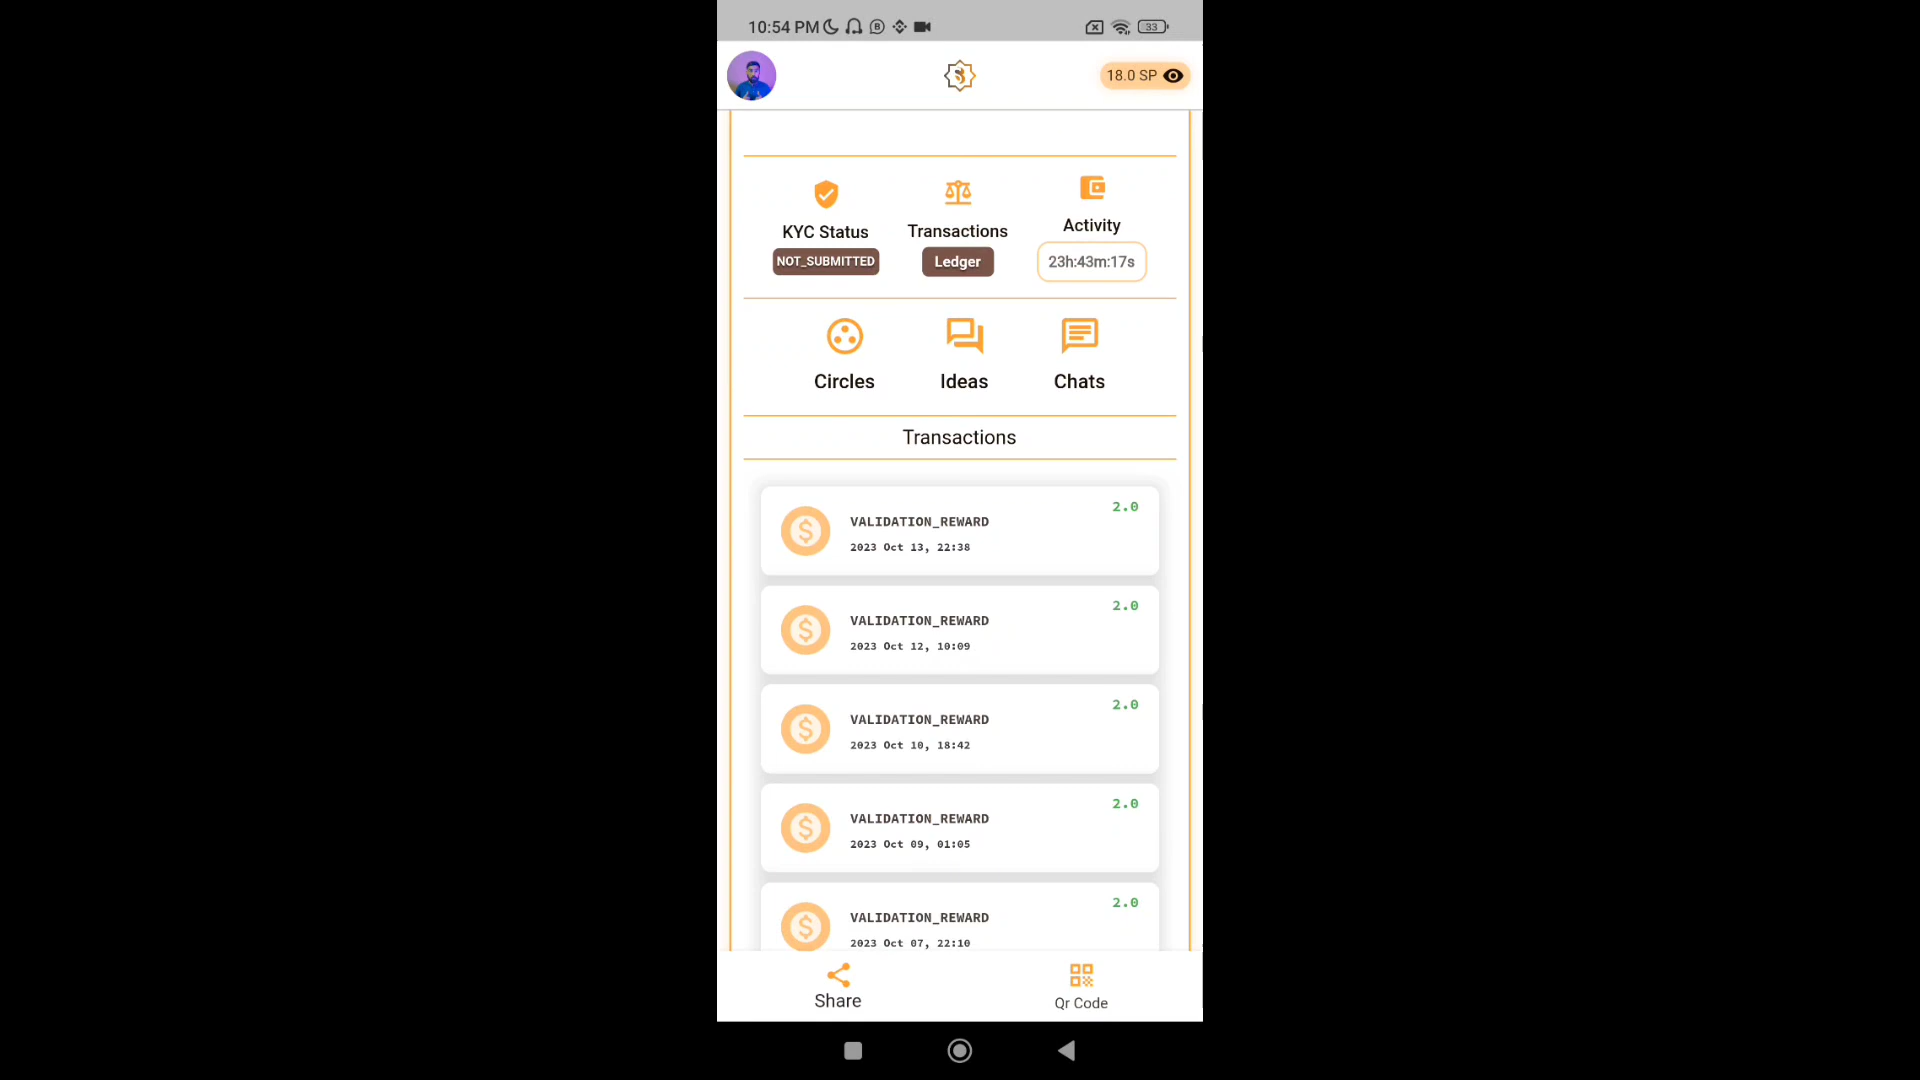 10:54 PM
33
18.0 SP
KYC Status
NOT_SUBMITTED
Transactions
Ledger
Activity
23h:43m:17s
Circles
Ideas
Chats
Transactions
VALIDATION_REWARD
2.0
2023 Oct 13, 22:38
VALIDATION_REWARD
2.0
2023 Oct 12, 10:09
VALIDATION_REWARD
2.0
2023 Oct 10, 18:42
VALIDATION_REWARD
2.0
2023 Oct 09, 01:05
VALIDATION_REWARD
2.0
2023 Oct 07, 22:10
Share
Qr Code